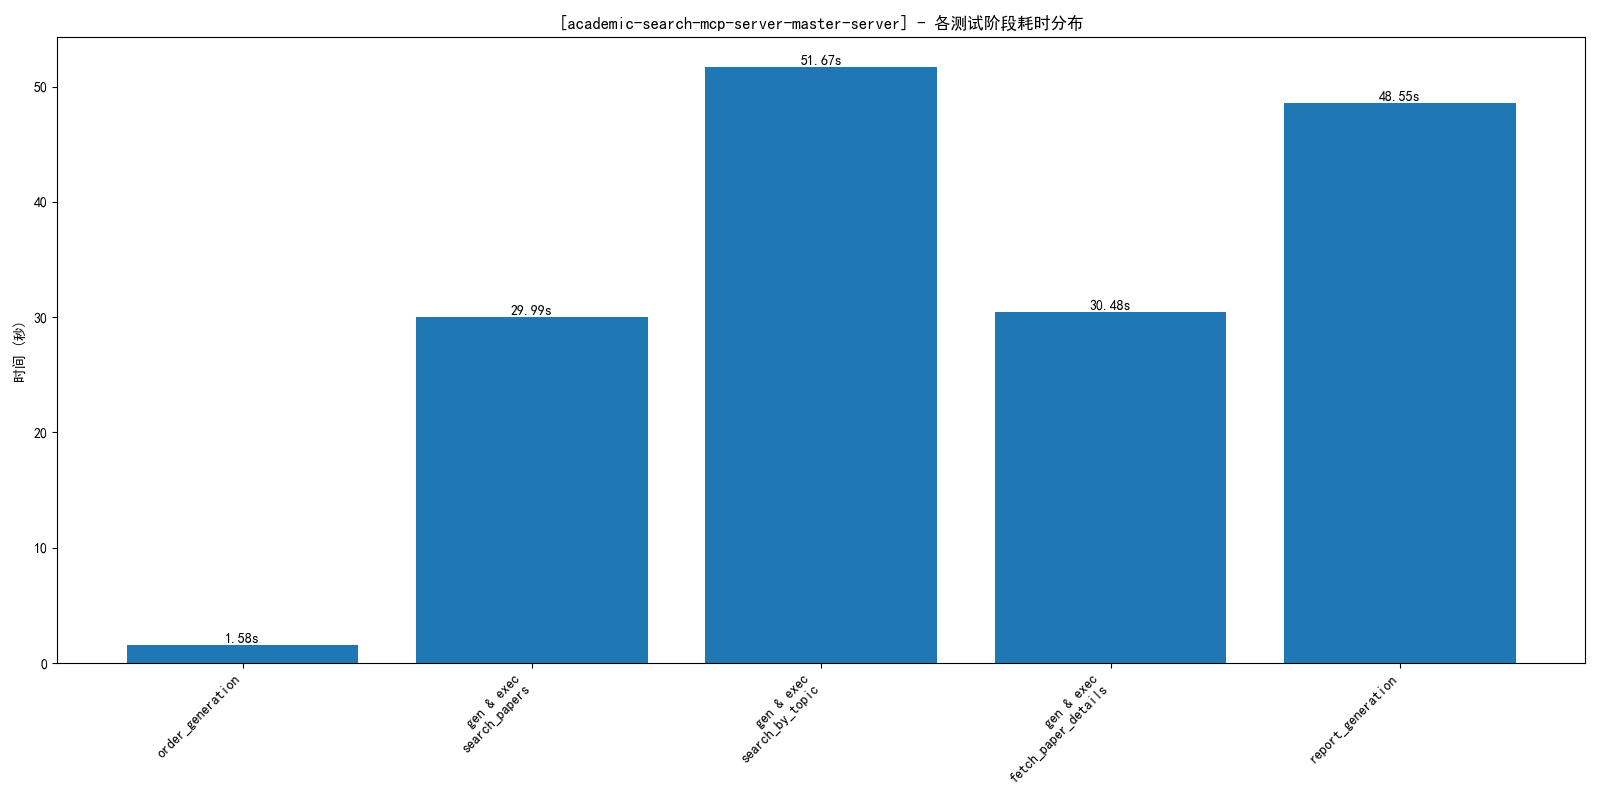 [academic-search-mcp-server-master-server] - 各测试阶段耗时分布
时间 (秒)
50
40
30
20
10
0
1.58s
29.99s
51.67s
30.48s
48.55s
order_generation
gen & exec
search_papers
gen & exec
search_by_topic
gen & exec
fetch_paper_details
report_generation